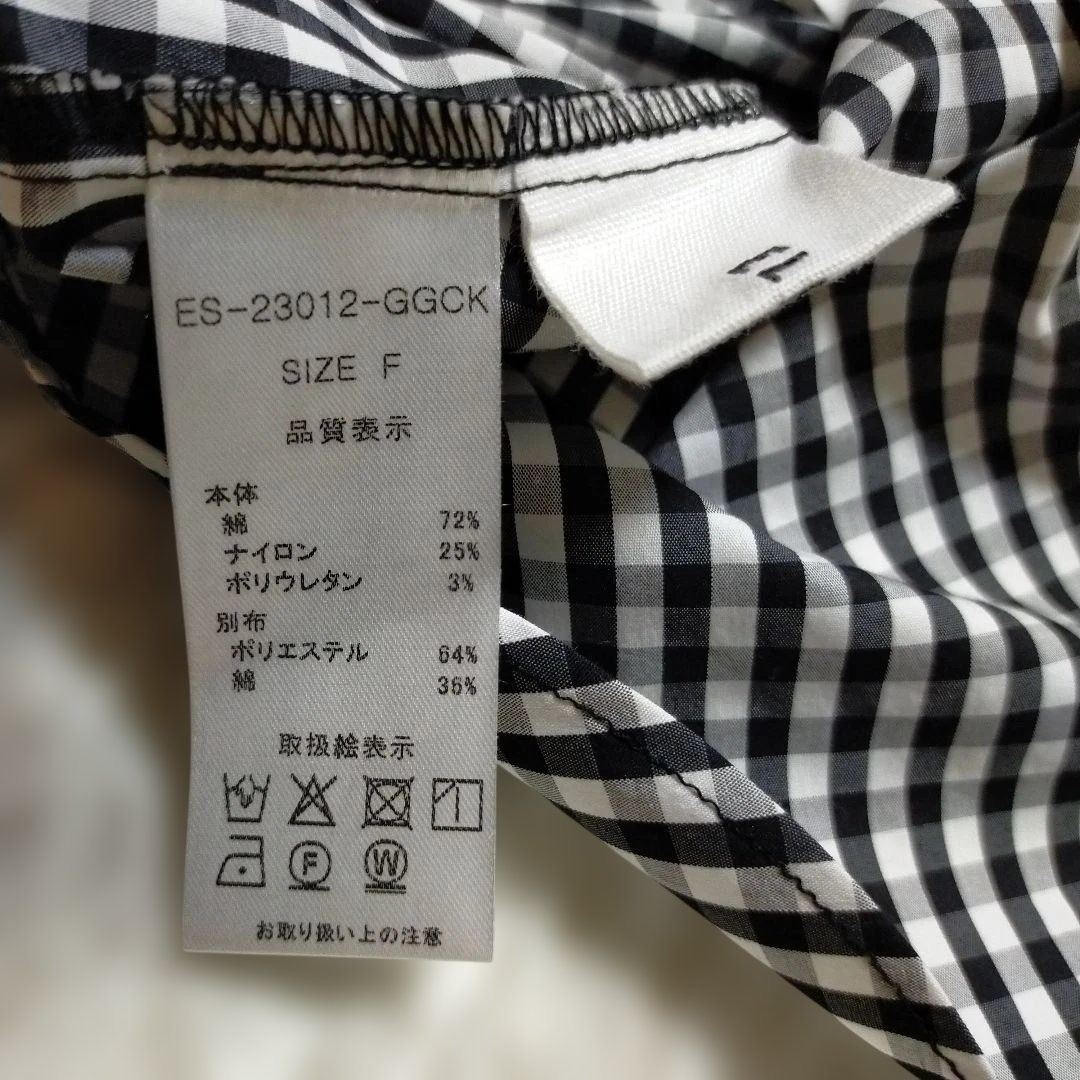 ES-23012-GGCK
SIZE F
品質表示
本体
綿 72%
ナイロン 25%
ポリウレタン 3%
別布
ポリエステル 64%
綿 36%
取扱絵表示
F W
お取り扱い上の注意